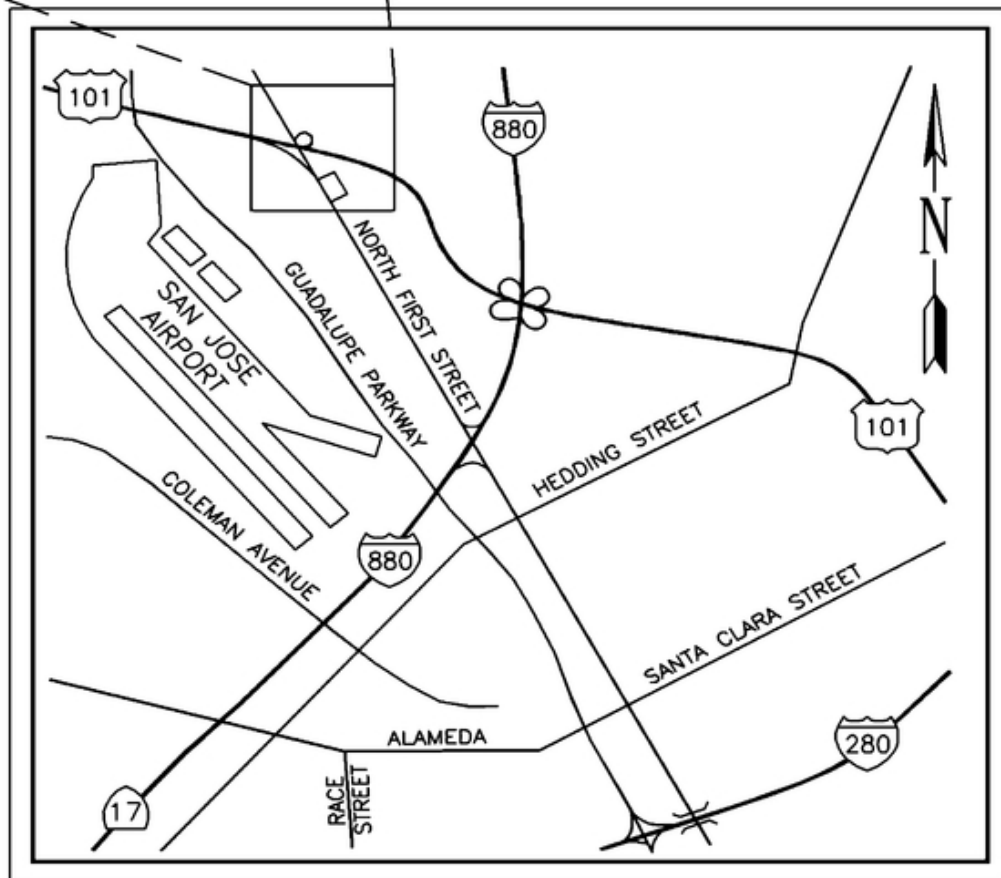 101
880
N
NORTH FIRST STREET
GUADALUPE PARKWAY
SAN JOSE
AIRPORT
101
HEDDING STREET
COLEMAN AVENUE
880
SANTA CLARA STREET
ALAMEDA
280
RACE
STREET
17